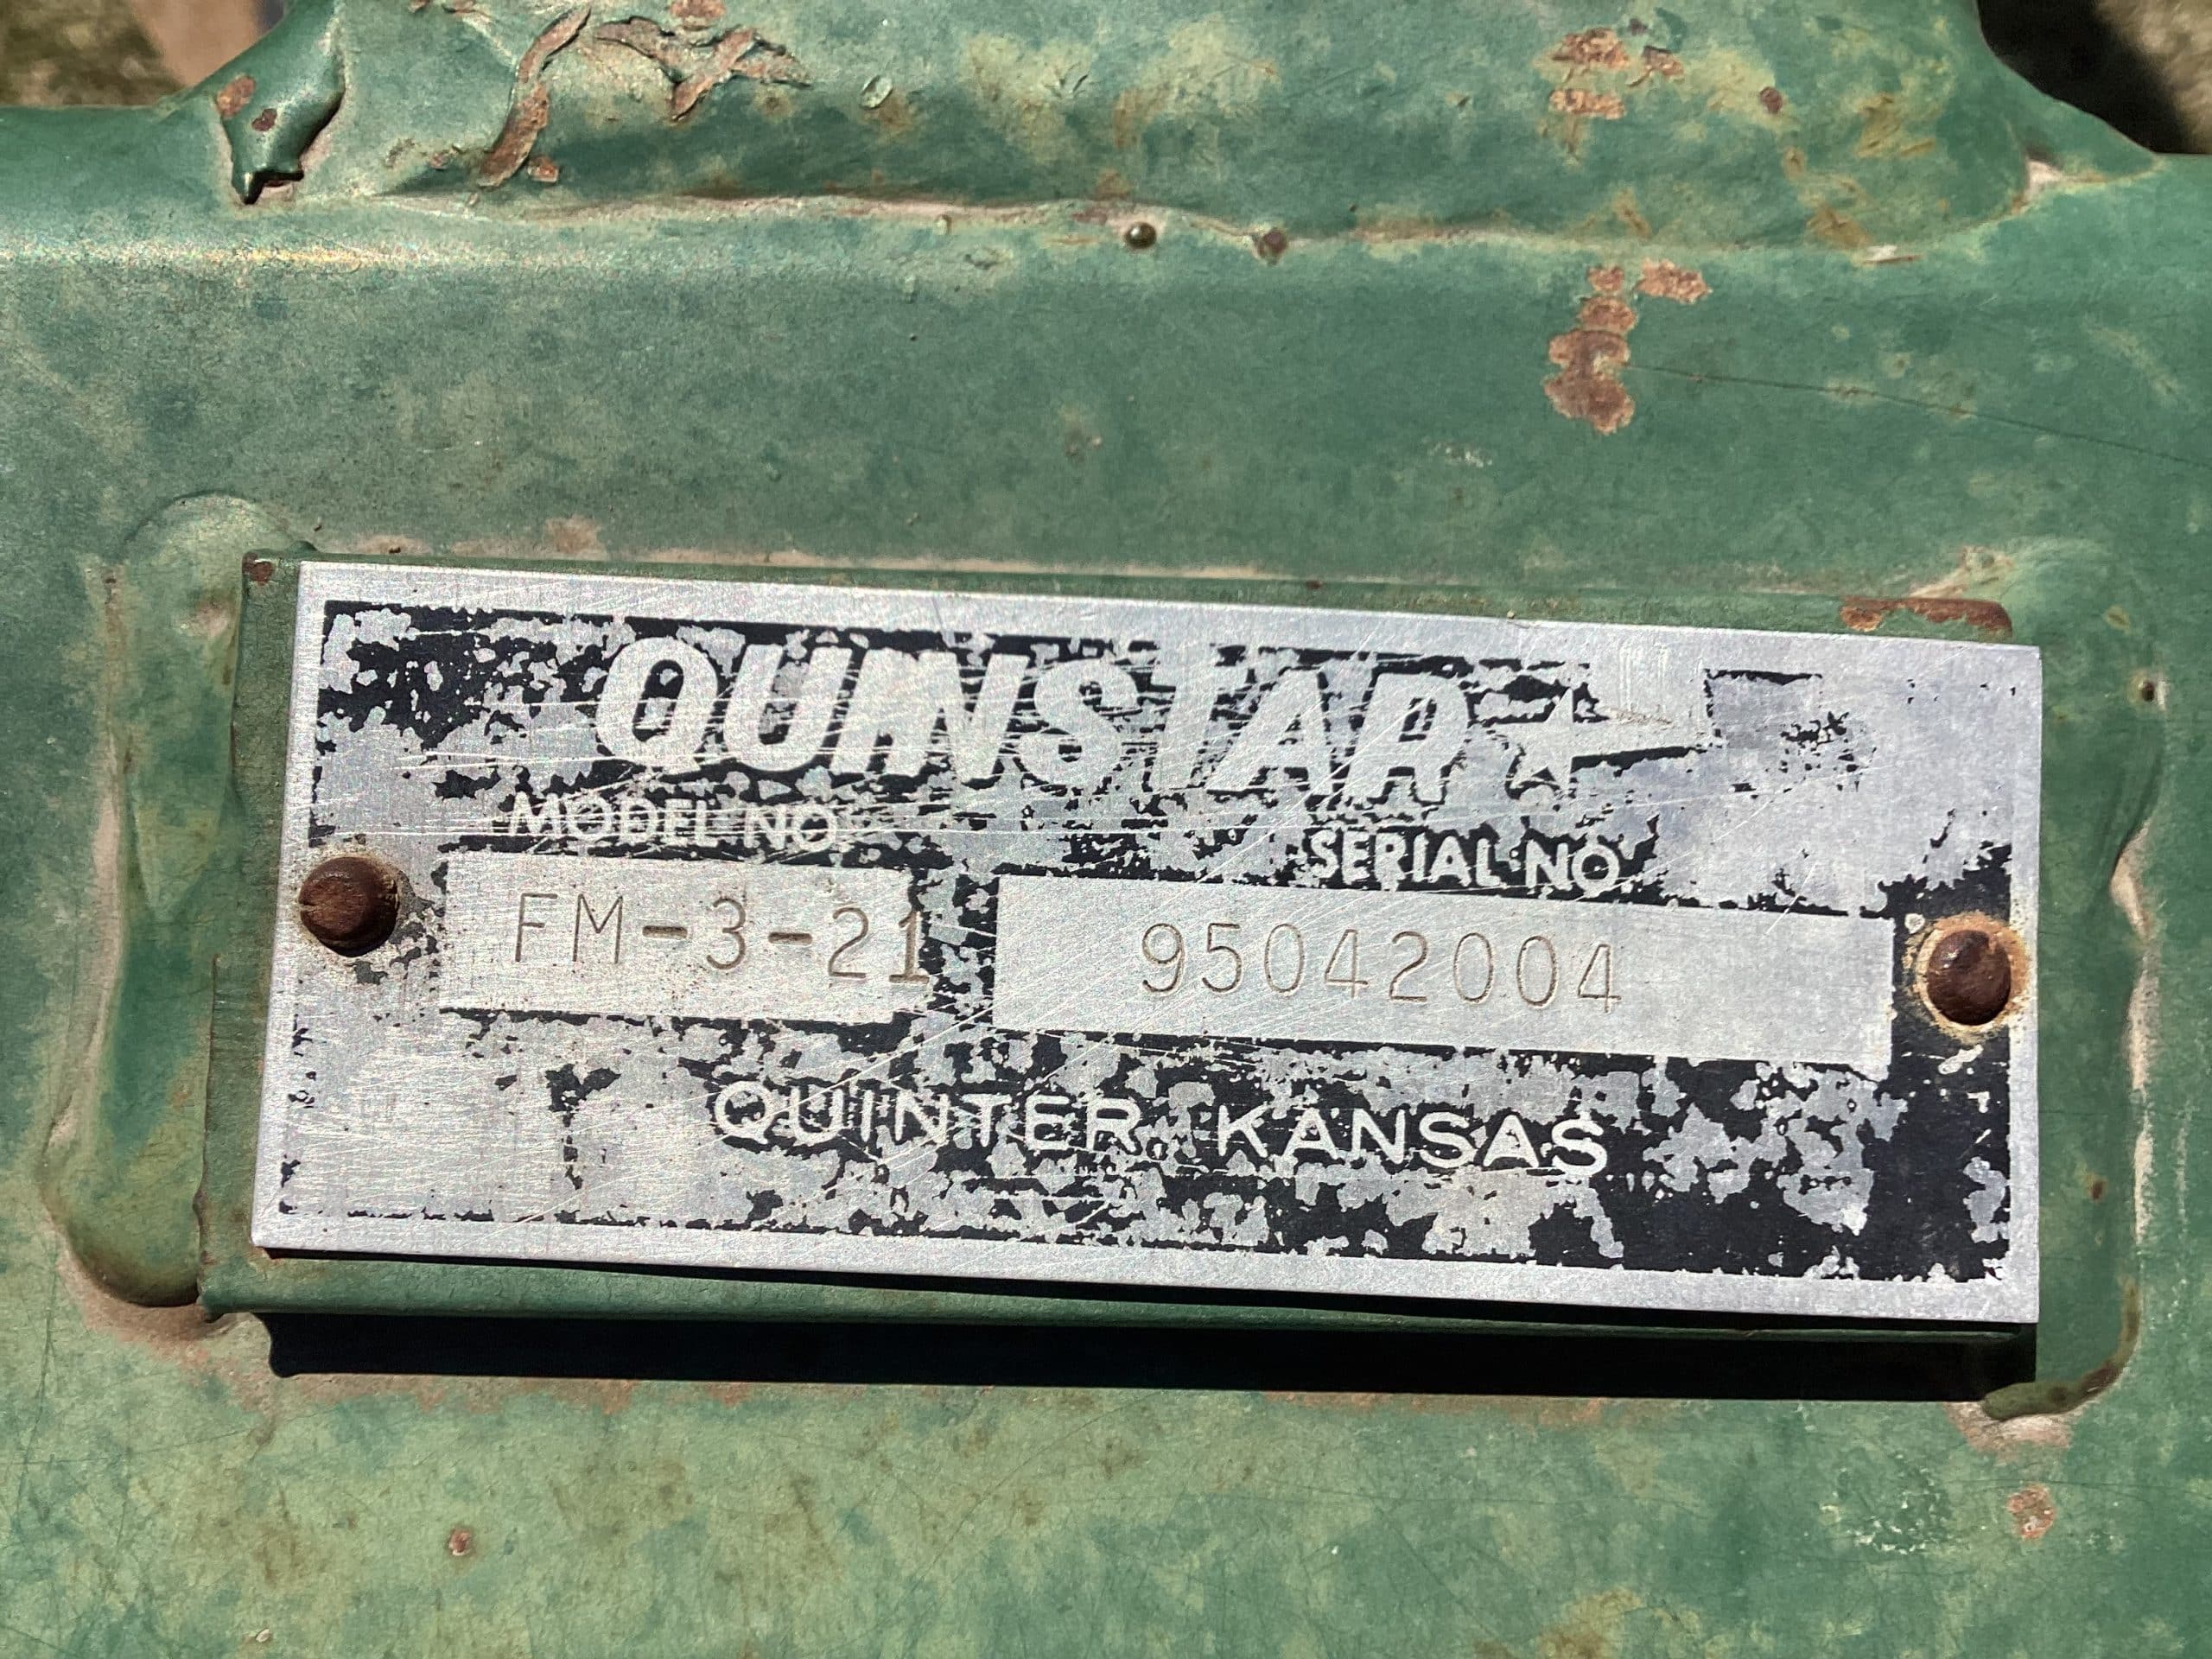 QUINSTAR
MODEL NO. SERIAL NO.
FM-3-21 95042004
QUINTER, KANSAS